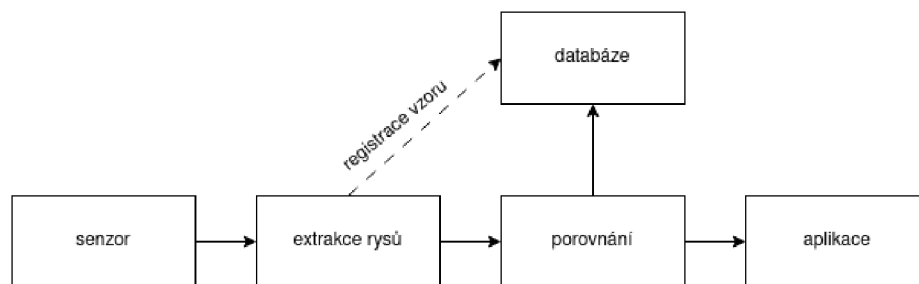 databáze
registrace vzoru
senzor
extrakce rysů
porovnání
aplikace